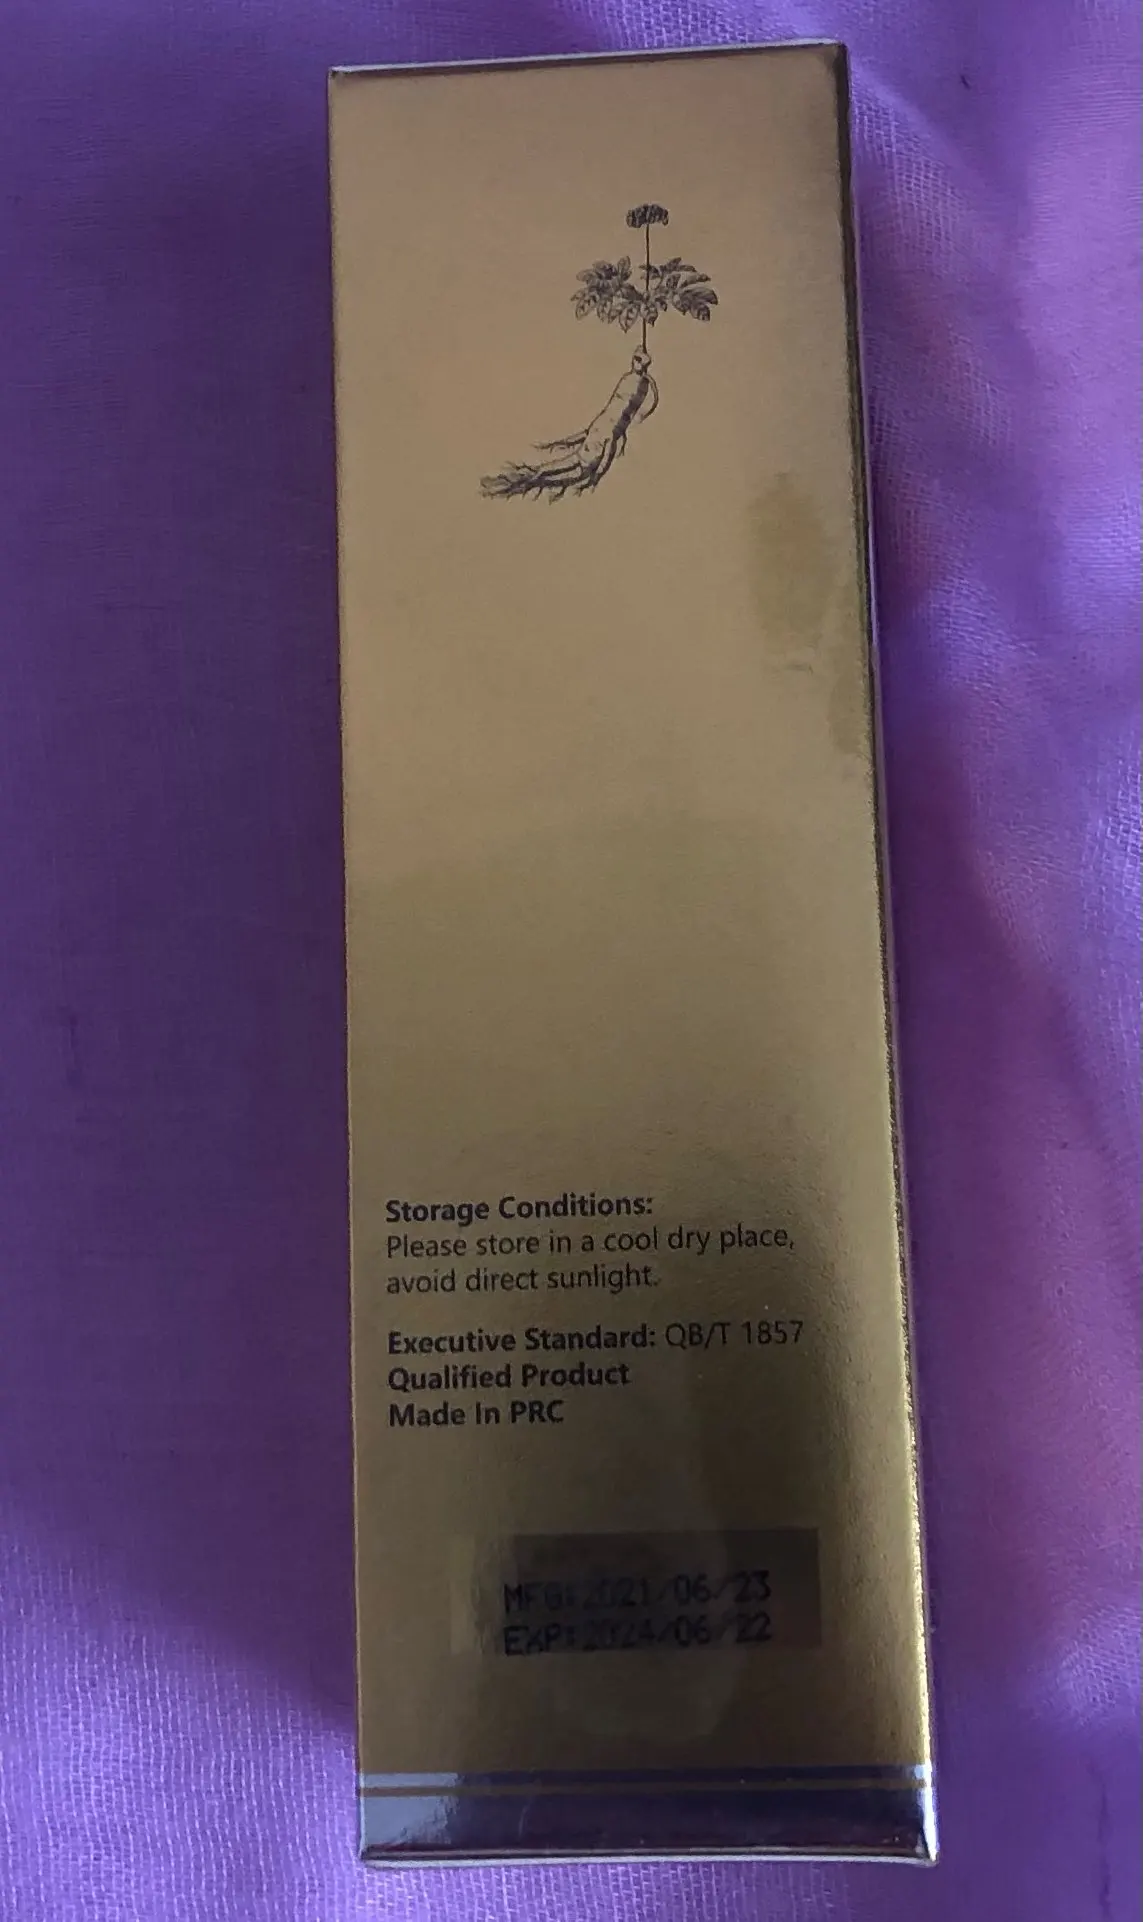 Storage Conditions:
Please store in a cool dry place,
avoid direct sunlight.
Executive Standard: QB/T 1857
Qualified Product
Made In PRC
MFG:2021/06/23
EXP:2024/06/22